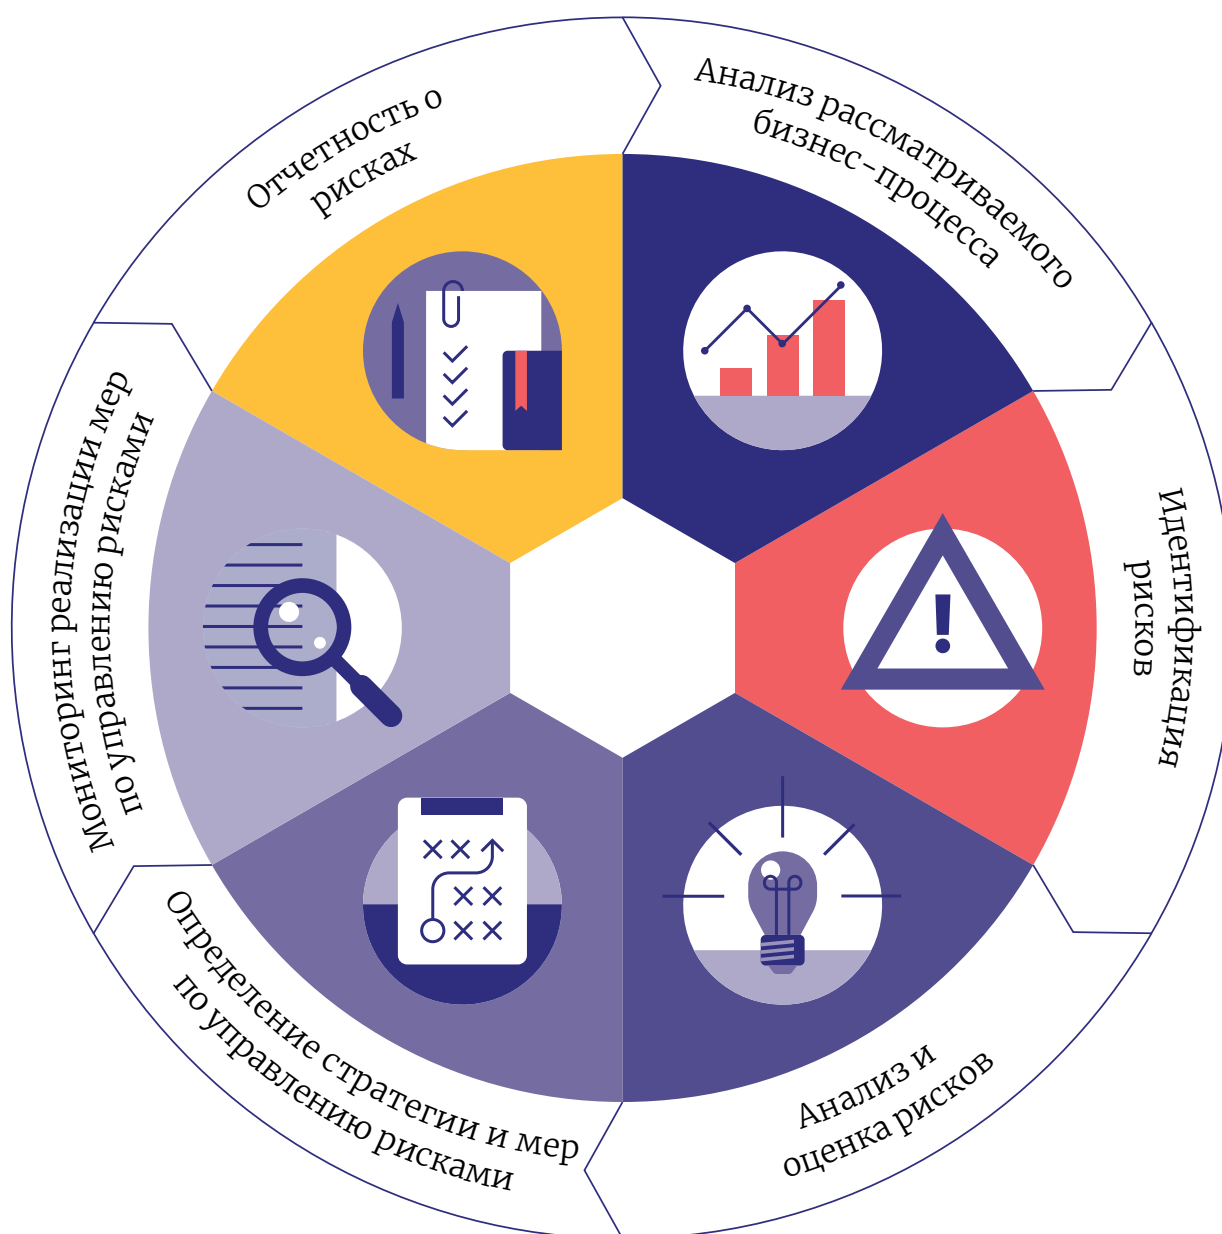 Анализ рассматриваемого
бизнес-процесса
Идентификация
рисков
Анализ и
оценка рисков
Определение стратегии и мер
по управлению рисками
Мониторинг реализации мер
по управлению рисками
Отчетность о
рисках